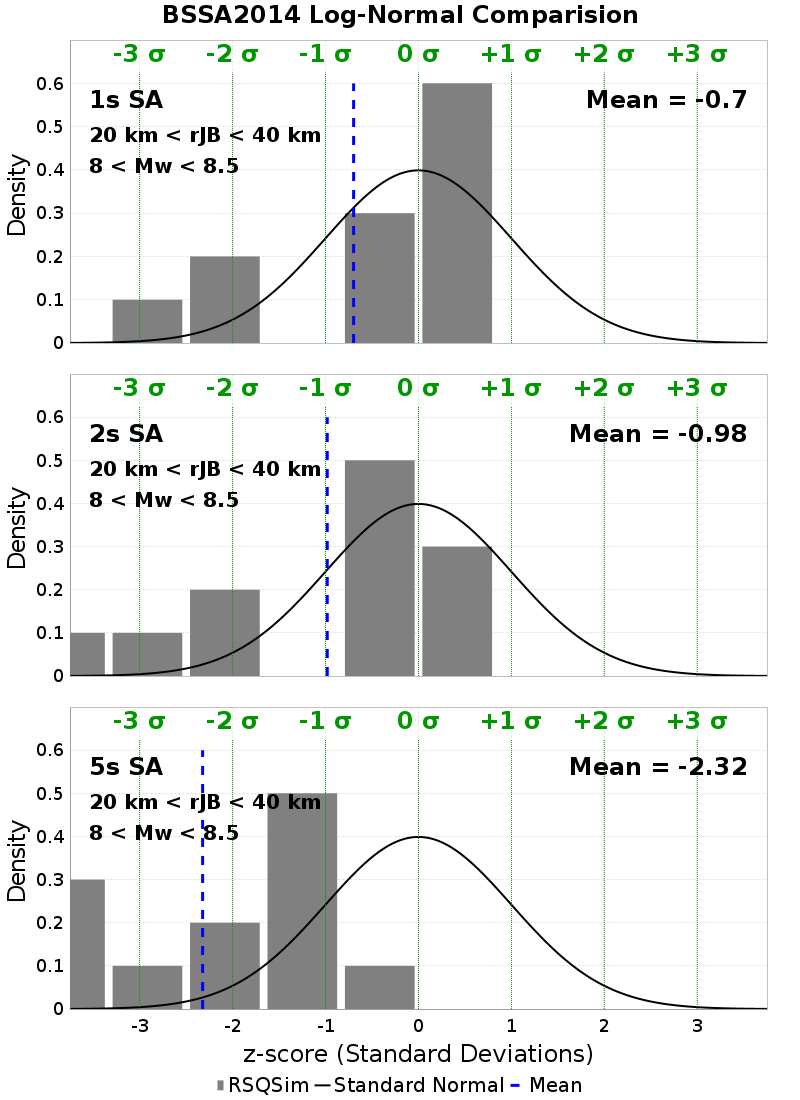 BSSA2014 Log-Normal Comparision
-3 σ -2 σ -1 σ 0 σ +1 σ +2 σ +3 σ
1s SA
Mean = -0.7
20 km < rJB < 40 km
8 < Mw < 8.5
Density
0.6
0.5
0.4
0.3
0.2
0.1
0
-3 σ -2 σ -1 σ 0 σ +1 σ +2 σ +3 σ
2s SA
Mean = -0.98
20 km < rJB < 40 km
8 < Mw < 8.5
Density
0.6
0.5
0.4
0.3
0.2
0.1
0
-3 σ -2 σ -1 σ 0 σ +1 σ +2 σ +3 σ
5s SA
Mean = -2.32
20 km < rJB < 40 km
8 < Mw < 8.5
Density
0.6
0.5
0.4
0.3
0.2
0.1
0
-3 -2 -1 0 1 2 3
z-score (Standard Deviations)
RSQSim Standard Normal Mean